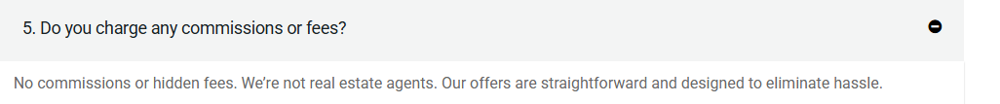 5. Do you charge any commissions or fees?
No commissions or hidden fees. We’re not real estate agents. Our offers are straightforward and designed to eliminate hassle.